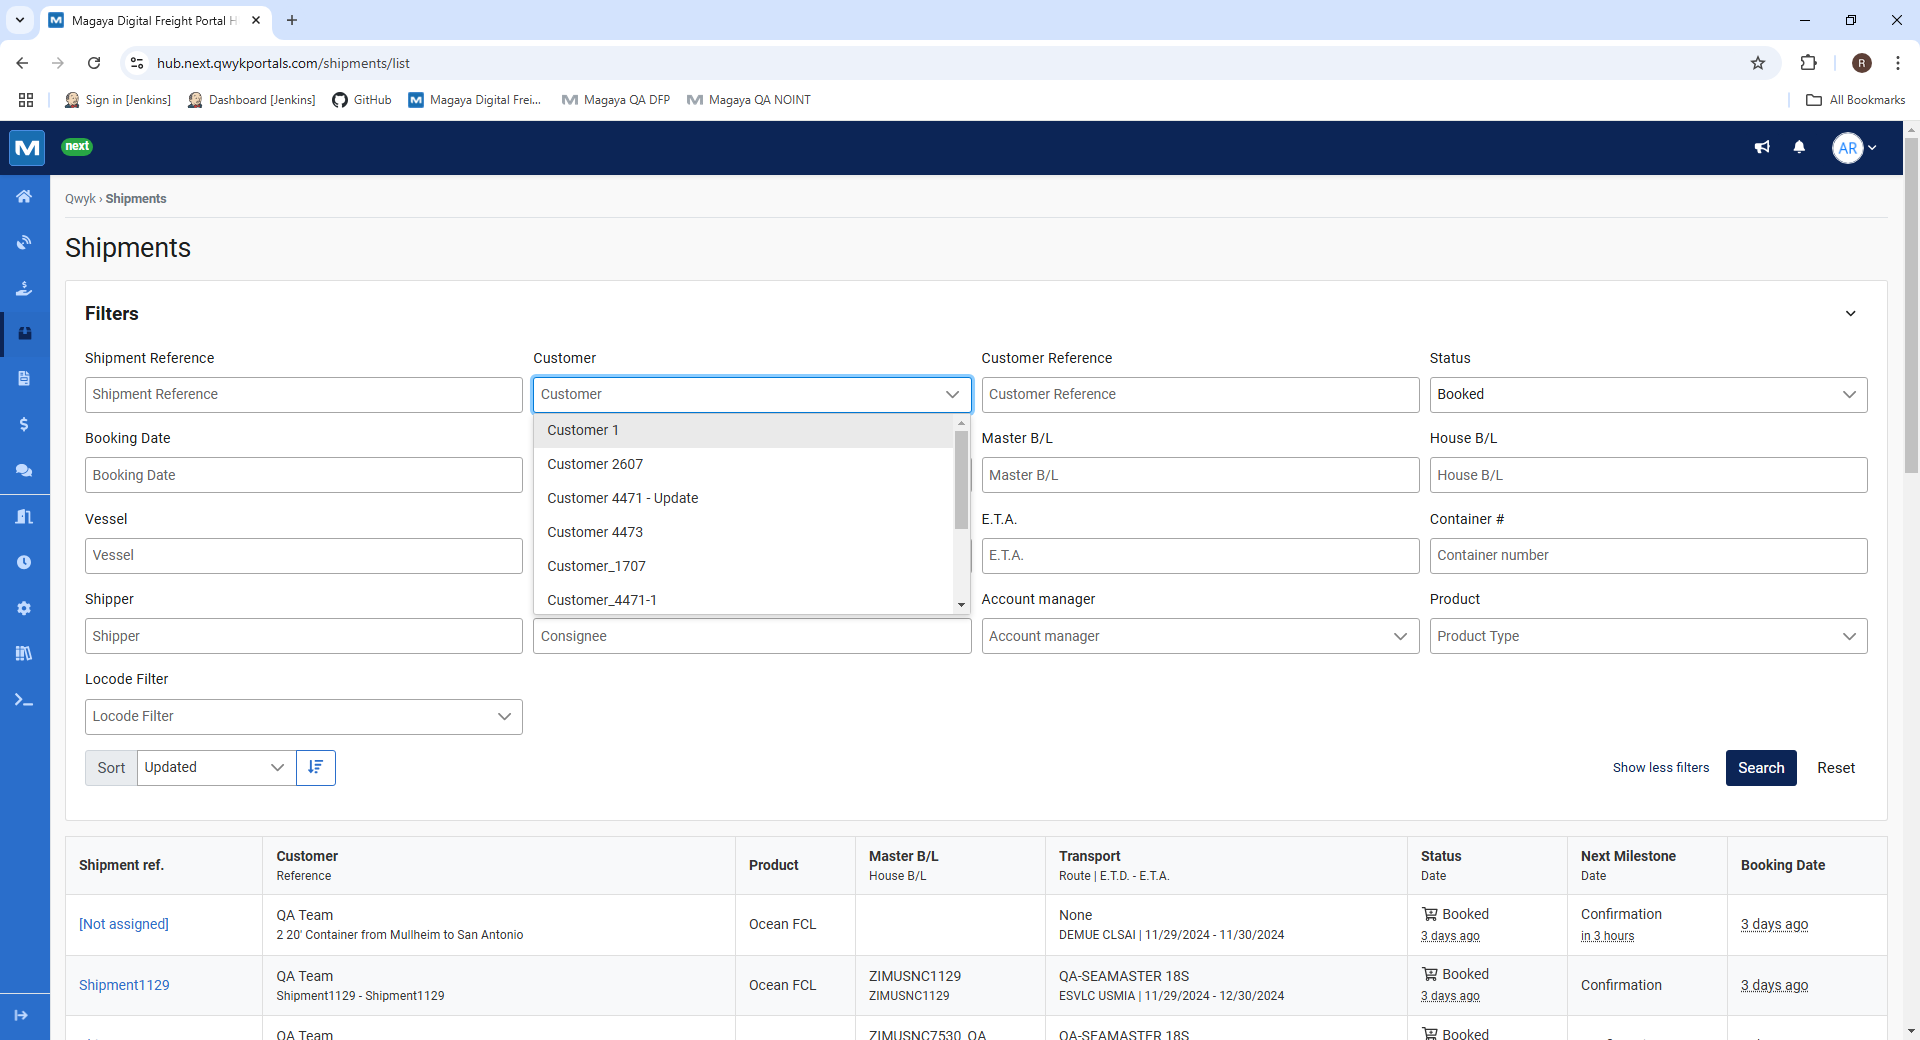 Magaya Digital Freight Portal H
hub.next.qwykportals.com/shipments/list
R
Sign in [Jenkins]
Dashboard [Jenkins]
GitHub
Magaya Digital Frei...
Magaya QA DFP
Magaya QA NOINT
All Bookmarks
next
AR
Qwyk › Shipments
Shipments
Filters
Shipment Reference
Customer
Customer Reference
Status
Shipment Reference
Customer
Customer Reference
Booked
Customer 1
Customer 2607
Customer 4471 - Update
Customer 4473
Customer_1707
Customer_4471-1
Booking Date
Master B/L
House B/L
Booking Date
Master B/L
House B/L
Vessel
E.T.A.
Container #
Vessel
E.T.A.
Container number
Shipper
Account manager
Product
Shipper
Consignee
Account manager
Product Type
Locode Filter
Locode Filter
Sort
Updated
Show less filters
Search
Reset
Shipment ref.
Customer
Reference
Product
Master B/L
House B/L
Transport
Route | E.T.D. - E.T.A.
Status
Date
Next Milestone
Date
Booking Date
[Not assigned]
QA Team
2 20' Container from Mullheim to San Antonio
Ocean FCL
None
DEMUE CLSAI | 11/29/2024 - 11/30/2024
Booked
3 days ago
Confirmation
in 3 hours
3 days ago
Shipment1129
QA Team
Shipment1129 - Shipment1129
Ocean FCL
ZIMUSNC1129
ZIMUSNC1129
QA-SEAMASTER 18S
ESVLC USMIA | 11/29/2024 - 12/30/2024
Booked
3 days ago
Confirmation
3 days ago
QA Team
ZIMUSNC7530_QA
QA-SEAMASTER 18S
Booked